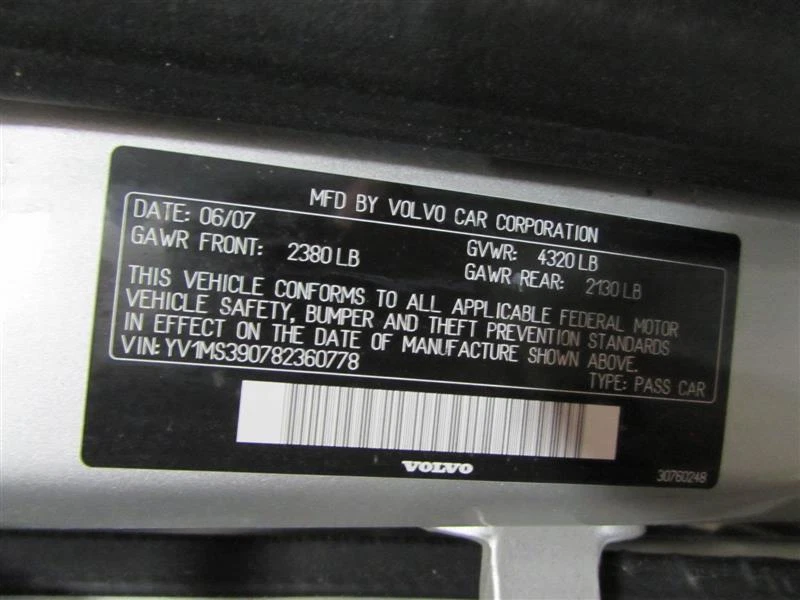 MFD BY VOLVO CAR CORPORATION
DATE: 06/07
GVWR: 4320 LB
GAWR FRONT: 2380 LB
GAWR REAR: 2130 LB
THIS VEHICLE CONFORMS TO ALL APPLICABLE FEDERAL MOTOR
VEHICLE SAFETY, BUMPER AND THEFT PREVENTION STANDARDS
IN EFFECT ON THE DATE OF MANUFACTURE SHOWN ABOVE.
VIN: YV1MS390782360778
TYPE: PASS CAR
VOLVO
30760248